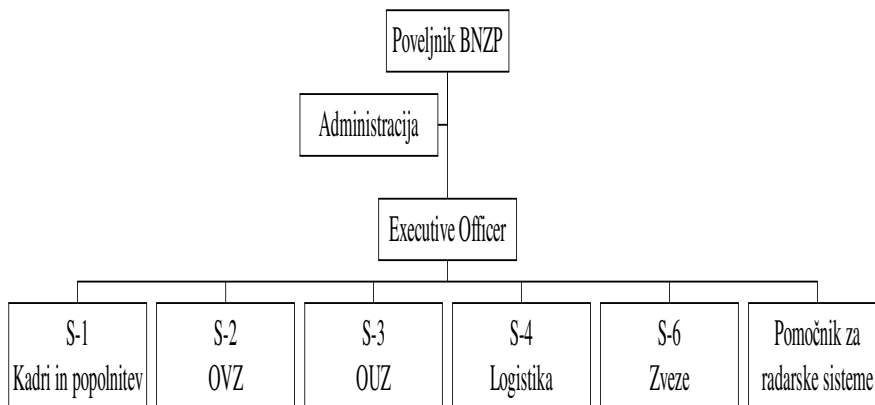 Poveljnik BNZP
Administracija
Executive Officer
S-1
Kadri in popolnitev
S-2
OVZ
S-3
OUZ
S-4
Logistika
S-6
Zveze
Pomočnik za
radarske sisteme